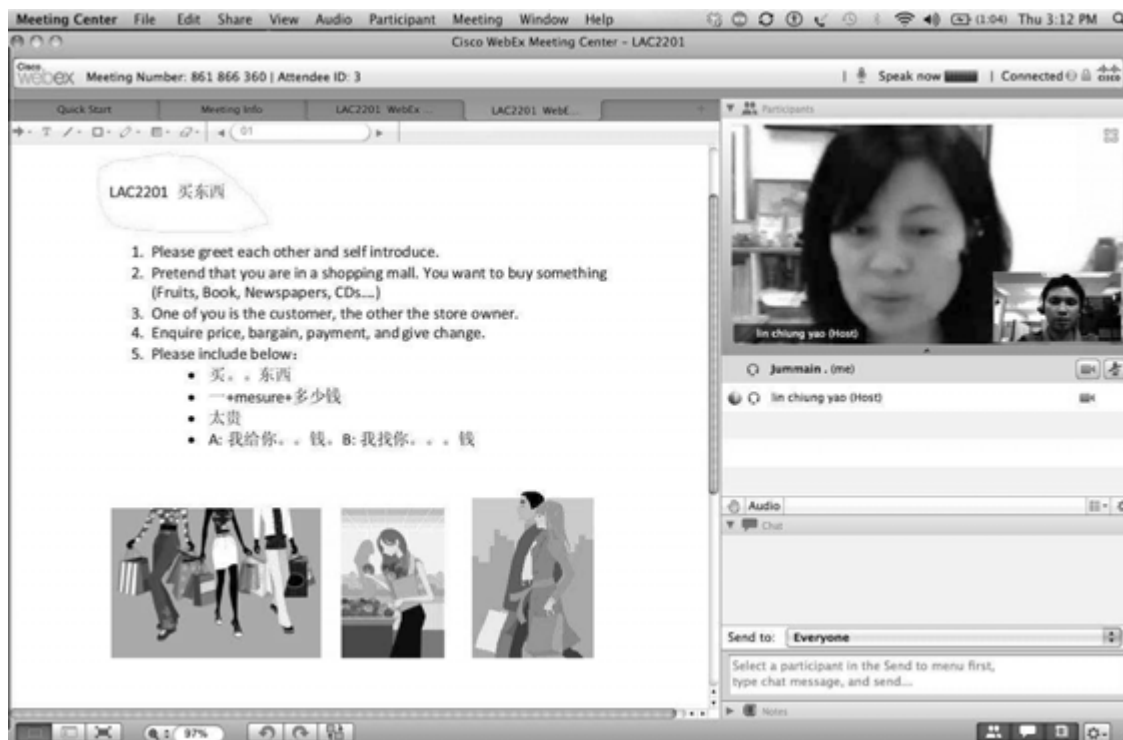 Meeting Center File Edit Share View Audio Participant Meeting Window Help (1:04) Thu 3:12 PM
Cisco WebEx Meeting Center - LAC2201
Cisco webex Meeting Number: 861 866 360 | Attendee ID: 3 | Speak now | Connected CISCO
Quick Start Meeting Info LAC2201 WebEx ... LAC2201 WebE...
01
LAC2201 买东西
1. Please greet each other and self introduce.
2. Pretend that you are in a shopping mall. You want to buy something
(Fruits, Book, Newspapers, CDs....)
3. One of you is the customer, the other the store owner.
4. Enquire price, bargain, payment, and give change.
5. Please include below:
• 买。。东西
• 一+mesure+多少钱
• 太贵
• A: 我给你。。钱。B: 我找你。。。钱
97%
Participants
lin chiung yao (Host)
Jummain . (me)
lin chiung yao (Host)
Audio
Chat
Send to: Everyone
Select a participant in the Send to menu first,
type chat message, and send...
Notes